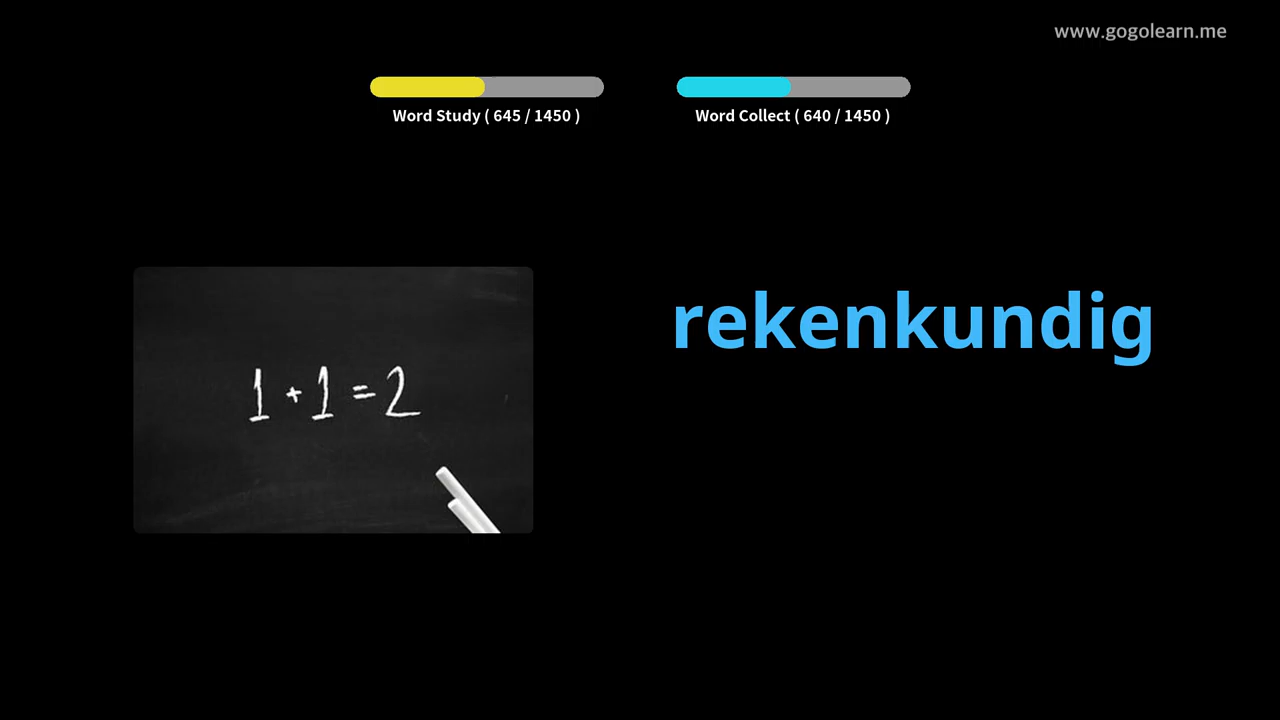 www.gogolearn.me
Word Study ( 645 / 1450 )
Word Collect ( 640 / 1450 )
rekenkundig
1 + 1 = 2